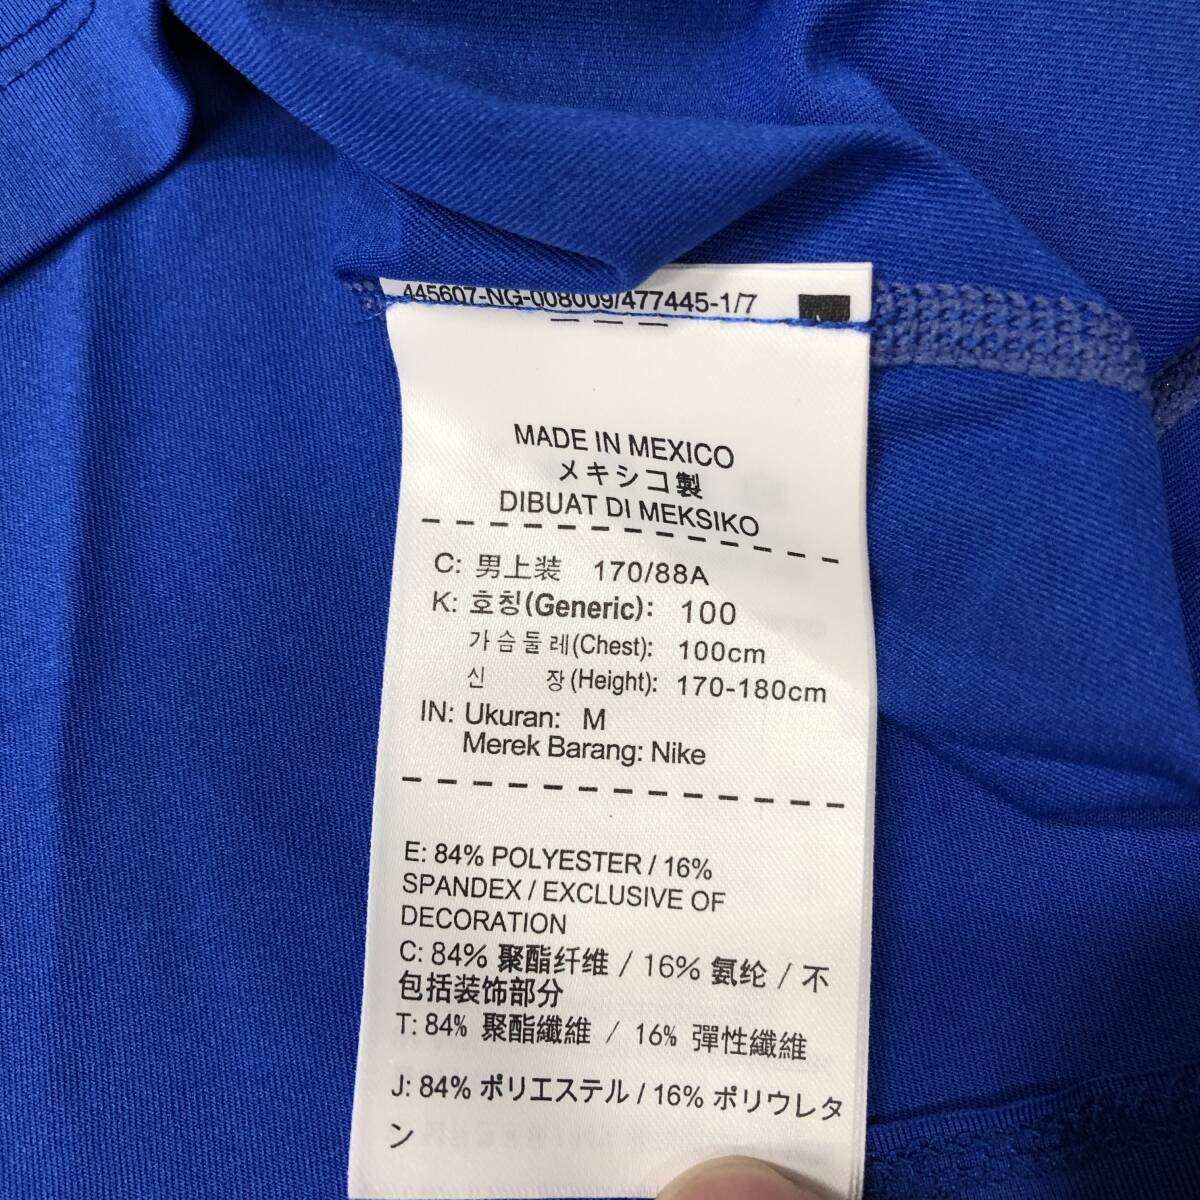 445607-NG-008009/477445-1/7
MADE IN MEXICO
メキシコ製
DIBUAT DI MEKSIKO
C: 男上装 170/88A
K: 호칭(Generic): 100
가슴둘레(Chest): 100cm
신 장(Height): 170-180cm
IN: Ukuran: M
Merek Barang: Nike
E: 84% POLYESTER / 16%
SPANDEX / EXCLUSIVE OF
DECORATION
C: 84% 聚酯纤维 / 16% 氨纶 / 不
包括装饰部分
T: 84% 聚酯纖維 / 16% 彈性纖維
J: 84% ポリエステル / 16% ポリウレタ
ン